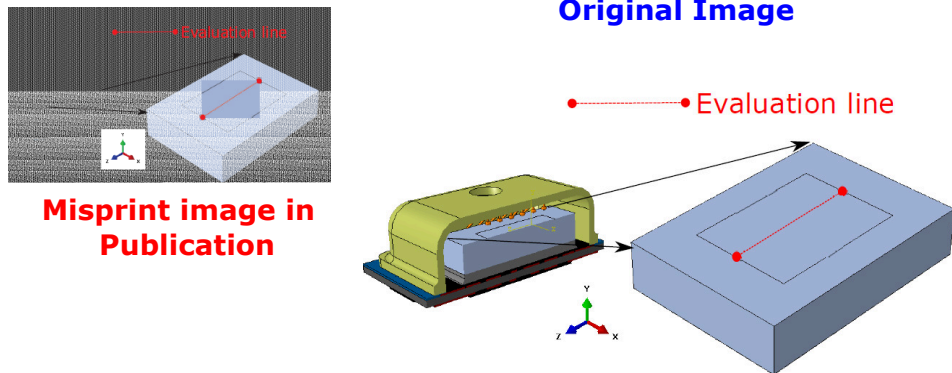 Original Image
Evaluation line
Evaluation line
Y
Z
X
Misprint image in
Publication
Y
Z
X